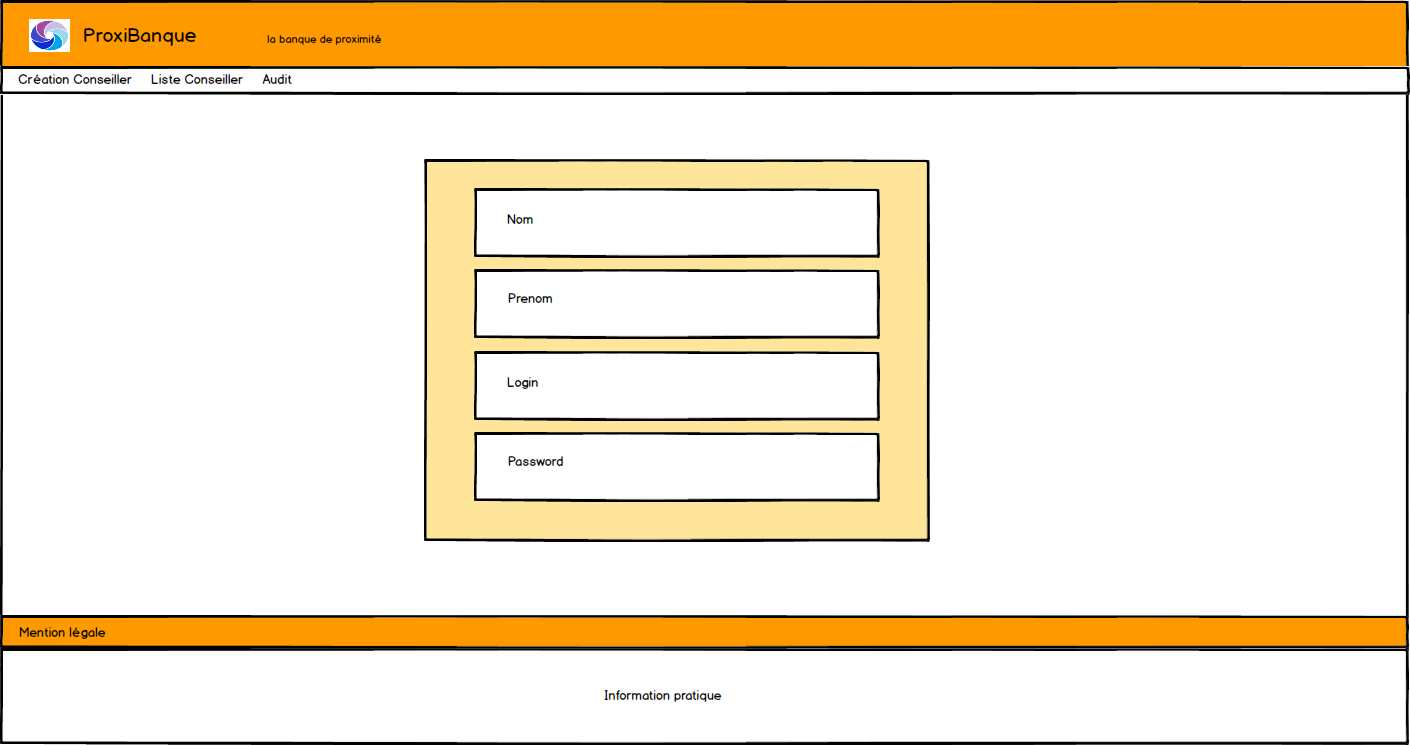 ProxiBanque la banque de proximité
Création Conseiller Liste Conseiller Audit
Nom
Prenom
Login
Password
Mention légale
Information pratique